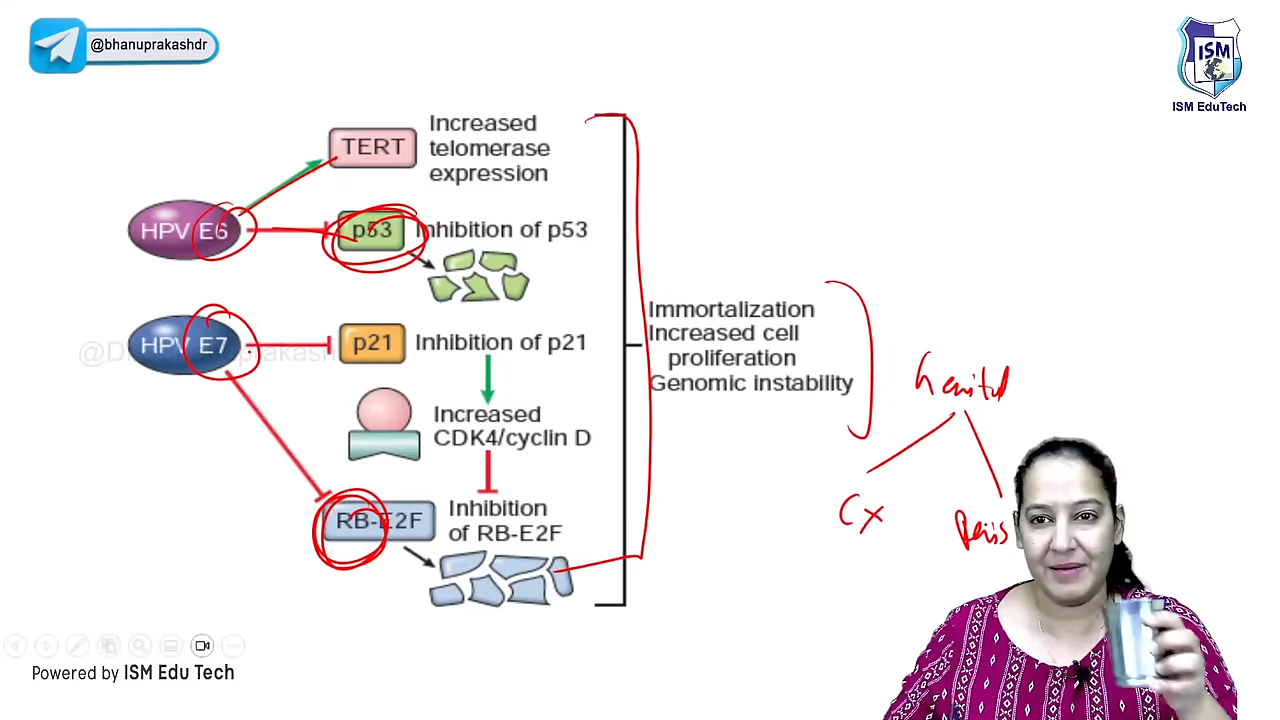 @bhanuprakashdr
ISM
ISM EduTech
TERT
Increased
telomerase
expression
HPV E6
p53
Inhibition of p53
HPV E7
p21
Inhibition of p21
Increased
CDK4/cyclin D
RB-E2F
Inhibition
of RB-E2F
Immortalization
Increased cell
proliferation
Genomic instability
Genital
Cx
Penis
Powered by ISM Edu Tech